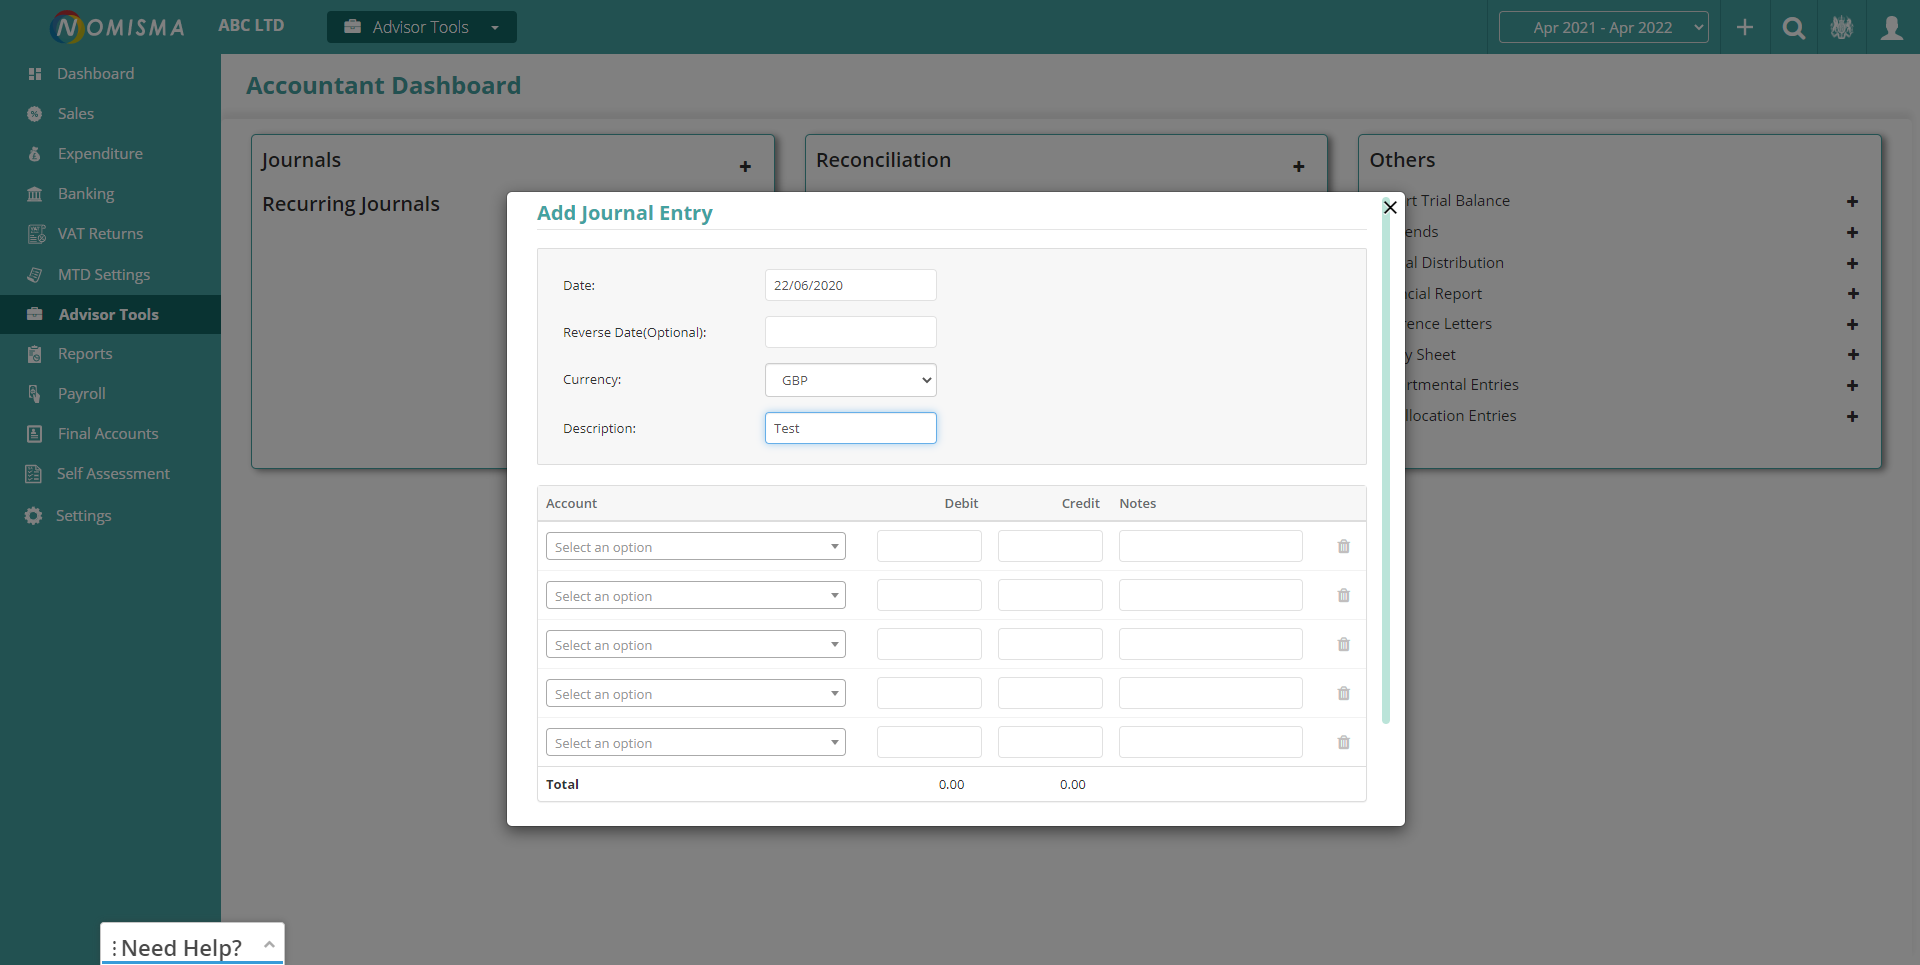 NOMISMA
ABC LTD
Advisor Tools
Apr 2021 - Apr 2022
Dashboard
Sales
Expenditure
Banking
VAT Returns
MTD Settings
Advisor Tools
Reports
Payroll
Final Accounts
Self Assessment
Settings
Accountant Dashboard
Journals
Recurring Journals
Reconciliation
Others
rt Trial Balance
ends
al Distribution
cial Report
rence Letters
y Sheet
rtmental Entries
llocation Entries
Add Journal Entry
Date: 22/06/2020
Reverse Date(Optional):
Currency: GBP
Description: Test
Account Debit Credit Notes
Select an option
Select an option
Select an option
Select an option
Select an option
Total 0.00 0.00
Need Help?